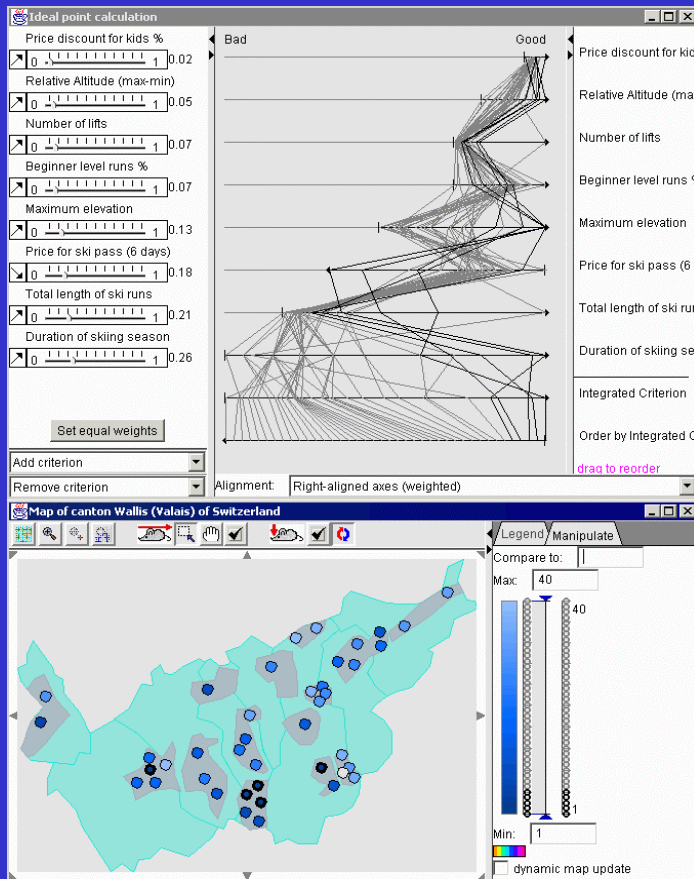 Ideal point calculation
Price discount for kids %
0 1 0.02
Relative Altitude (max-min)
0 1 0.05
Number of lifts
0 1 0.07
Beginner level runs %
0 1 0.07
Maximum elevation
0 1 0.13
Price for ski pass (6 days)
0 1 0.18
Total length of ski runs
0 1 0.21
Duration of skiing season
0 1 0.26
Set equal weights
Add criterion
Remove criterion
Bad Good
Price discount for kid
Relative Altitude (ma
Number of lifts
Beginner level runs %
Maximum elevation
Price for ski pass (6
Total length of ski ru
Duration of skiing se
Integrated Criterion
Order by Integrated C
drag to reorder
Alignment: Right-aligned axes (weighted)
Map of canton Wallis (Valais) of Switzerland
Legend Manipulate
Compare to:
Max: 40
40
1
Min: 1
dynamic map update